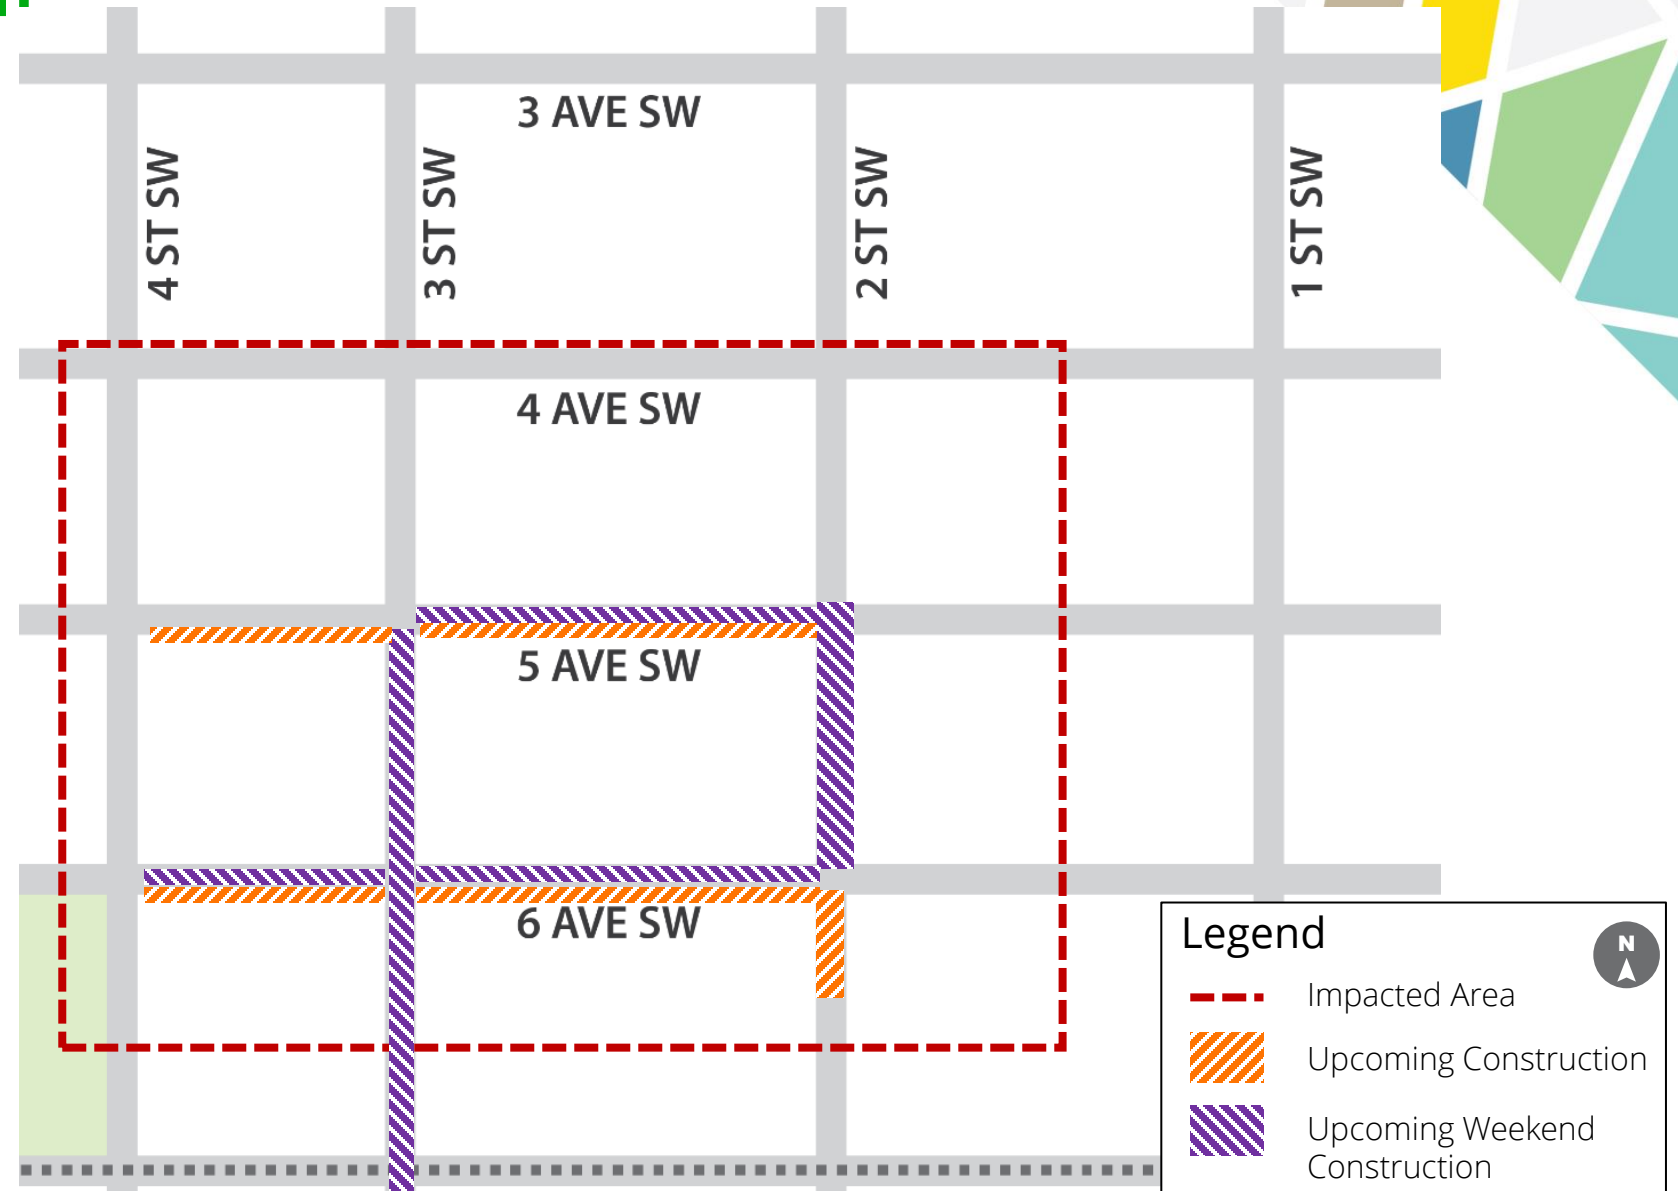 3 AVE SW
4 ST SW
3 ST SW
2 ST SW
1 ST SW
4 AVE SW
5 AVE SW
6 AVE SW
Legend
N
Impacted Area
Upcoming Construction
Upcoming Weekend
Construction